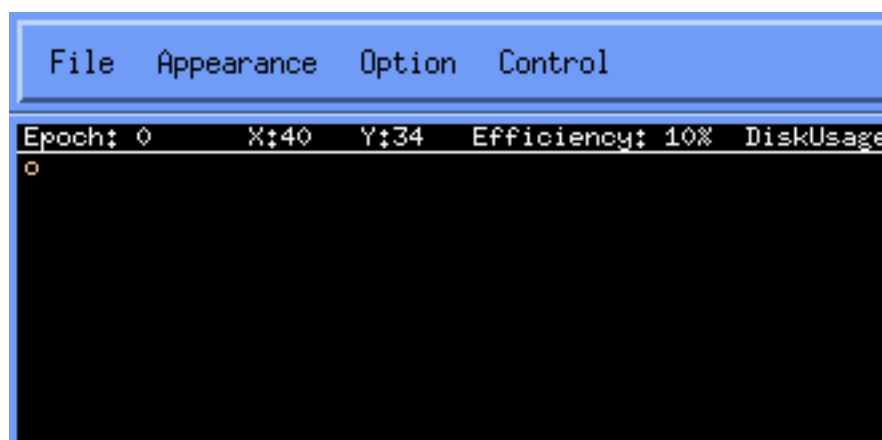 File Appearance Option Control
Epoch: 0 X:40 Y:34 Efficiency: 10% DiskUsage
o